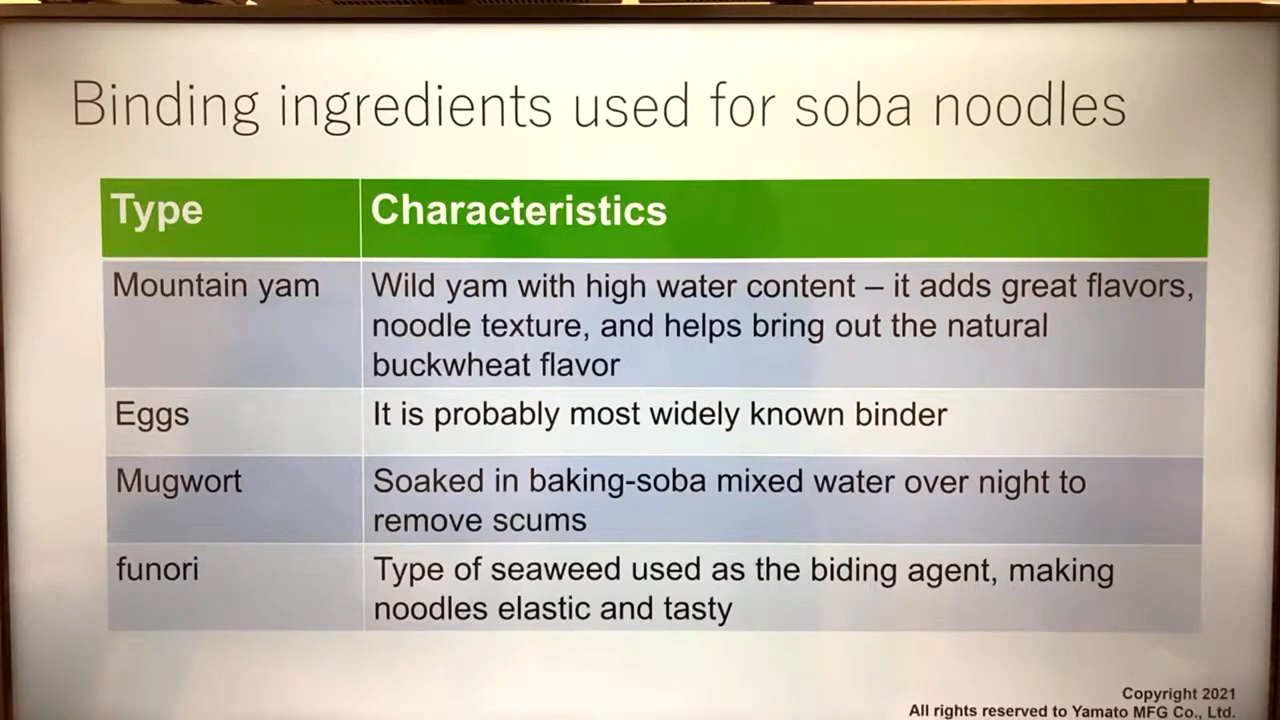 Binding ingredients used for soba noodles
Type
Characteristics
Mountain yam
Wild yam with high water content – it adds great flavors,
noodle texture, and helps bring out the natural
buckwheat flavor
Eggs
It is probably most widely known binder
Mugwort
Soaked in baking-soba mixed water over night to
remove scums
funori
Type of seaweed used as the biding agent, making
noodles elastic and tasty
Copyright 2021
All rights reserved to Yamato MFG Co., Ltd.